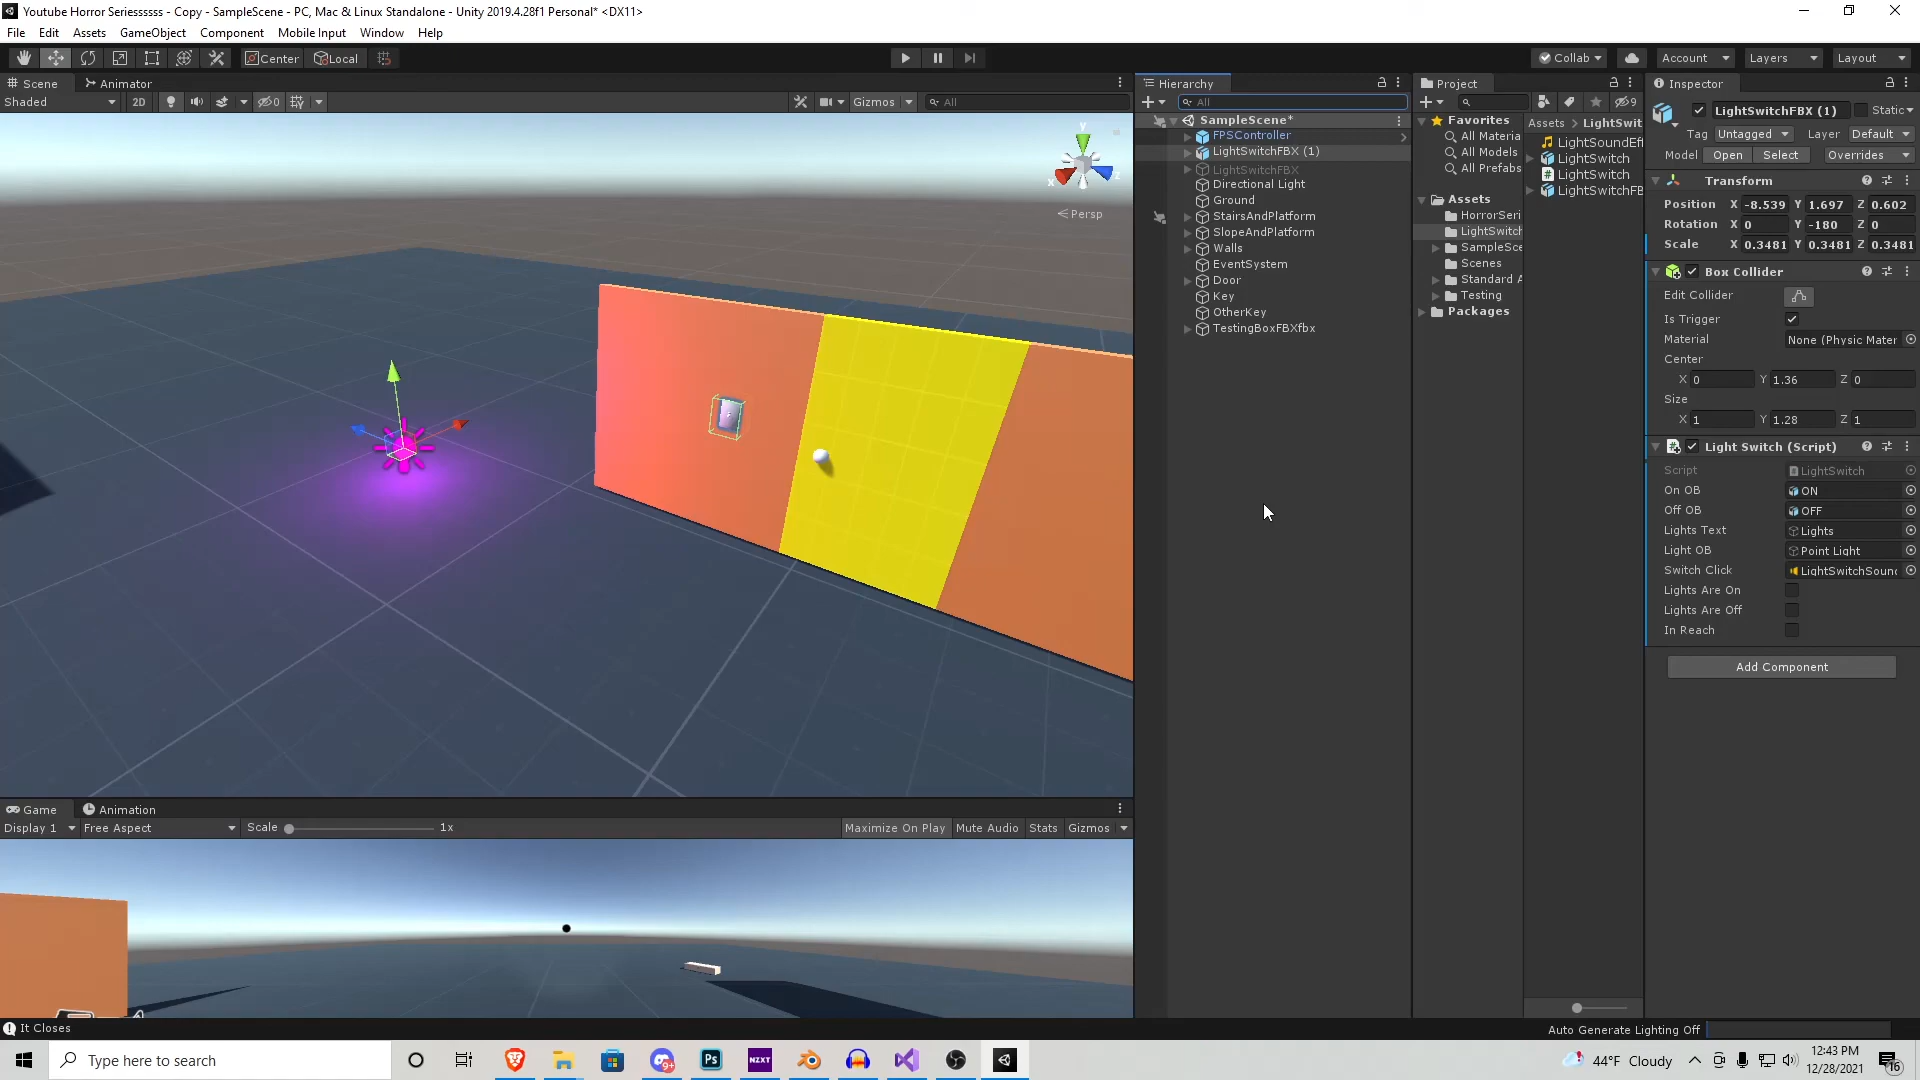 Youtube Horror Seriessssss - Copy - SampleScene - PC, Mac & Linux Standalone - Unity 2019.4.28f1 Personal* <DX11>
File Edit Assets GameObject Component Mobile Input Window Help
Center Local Collab Account Layers Layout
Scene Animator
Shaded 2D 0 Gizmos All
y
x
z
Persp
Hierarchy
All
SampleScene*
FPSController
LightSwitchFBX (1)
LightSwitchFBX
Directional Light
Ground
StairsAndPlatform
SlopeAndPlatform
Walls
EventSystem
Door
Key
OtherKey
TestingBoxFBXfbx
Project
9
Favorites
All Materia
All Models
All Prefabs
Assets
HorrorSeri
LightSwitch
SampleSce
Scenes
Standard A
Testing
Packages
Assets > LightSwit
LightSoundEff
LightSwitch
LightSwitch
LightSwitchFB
Inspector
LightSwitchFBX (1) Static
Tag Untagged Layer Default
Model Open Select Overrides
Transform
Position X -8.539 Y 1.697 Z 0.602
Rotation X 0 Y -180 Z 0
Scale X 0.3481 Y 0.3481 Z 0.3481
Box Collider
Edit Collider
Is Trigger
Material None (Physic Mater
Center
X 0 Y 1.36 Z 0
Size
X 1 Y 1.28 Z 1
Light Switch (Script)
Script LightSwitch
On OB ON
Off OB OFF
Lights Text Lights
Light OB Point Light
Switch Click LightSwitchSound
Lights Are On
Lights Are Off
In Reach
Add Component
Game Animation
Display 1 Free Aspect Scale 1x Maximize On Play Mute Audio Stats Gizmos
It Closes
Auto Generate Lighting Off
Type here to search
9+
Ps
NZXT
44°F Cloudy
12:43 PM
12/28/2021
16